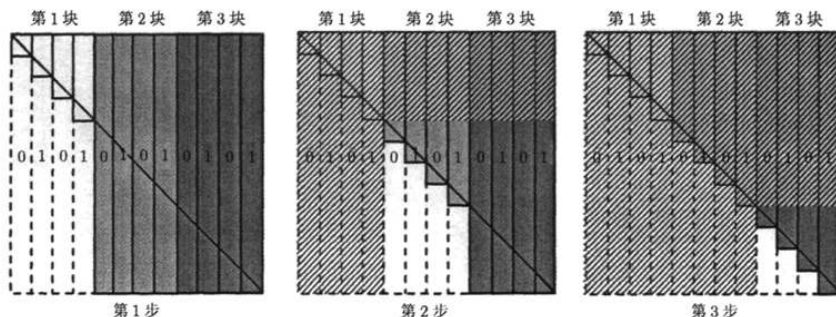 第1块 第2块 第3块 第1块 第2块 第3块 第1块 第2块 第3块
0 1 0 1 0 1 0 1 0 1 0 1 0 1 0 1 0 1 0 1 0 1 0 1 0 1 0 1 0 1 0 1 0 1 0 1
第1步 第2步 第3步